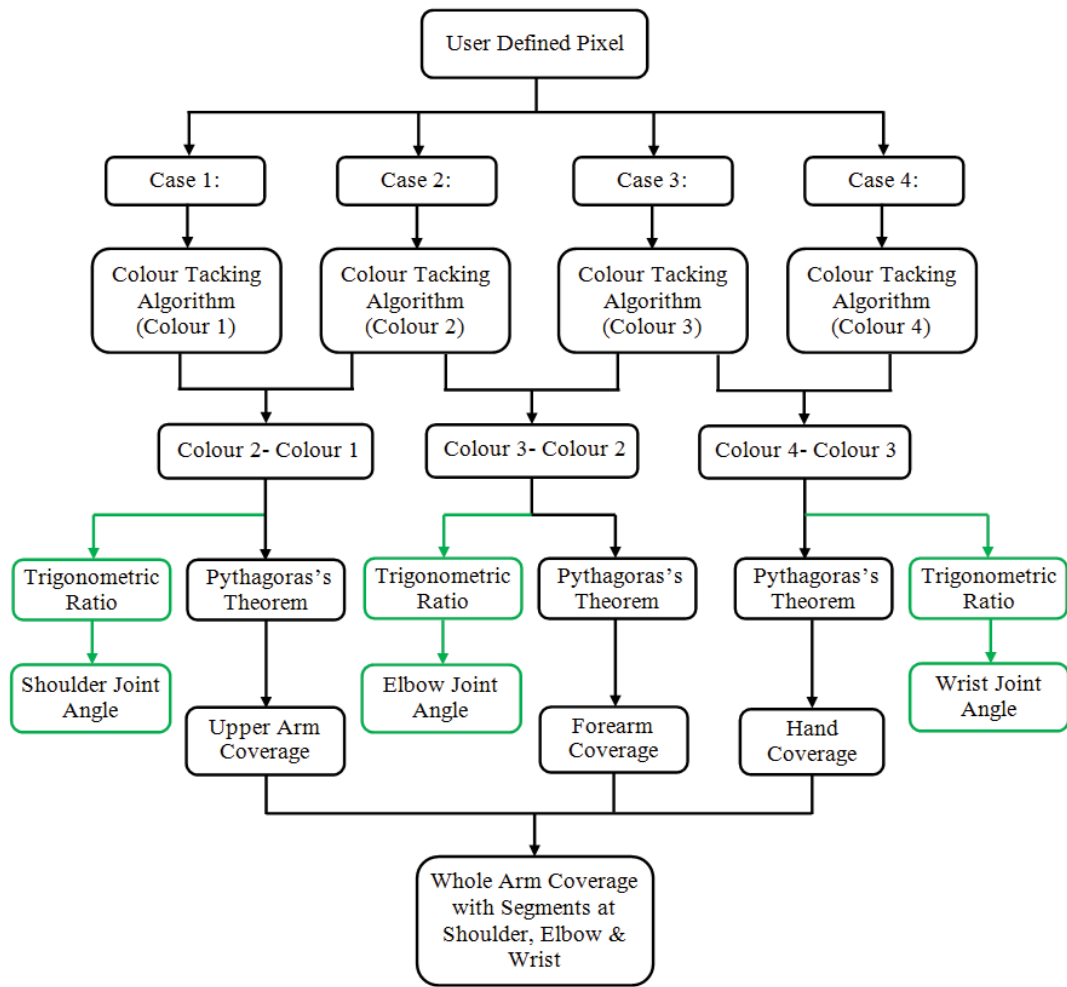 User Defined Pixel
Case 1:
Case 2:
Case 3:
Case 4:
Colour Tacking
Algorithm
(Colour 1)
Colour Tacking
Algorithm
(Colour 2)
Colour Tacking
Algorithm
(Colour 3)
Colour Tacking
Algorithm
(Colour 4)
Colour 2- Colour 1
Colour 3- Colour 2
Colour 4- Colour 3
Trigonometric
Ratio
Pythagoras's
Theorem
Trigonometric
Ratio
Pythagoras's
Theorem
Pythagoras's
Theorem
Trigonometric
Ratio
Shoulder Joint
Angle
Elbow Joint
Angle
Wrist Joint
Angle
Upper Arm
Coverage
Forearm
Coverage
Hand
Coverage
Whole Arm Coverage
with Segments at
Shoulder, Elbow &
Wrist